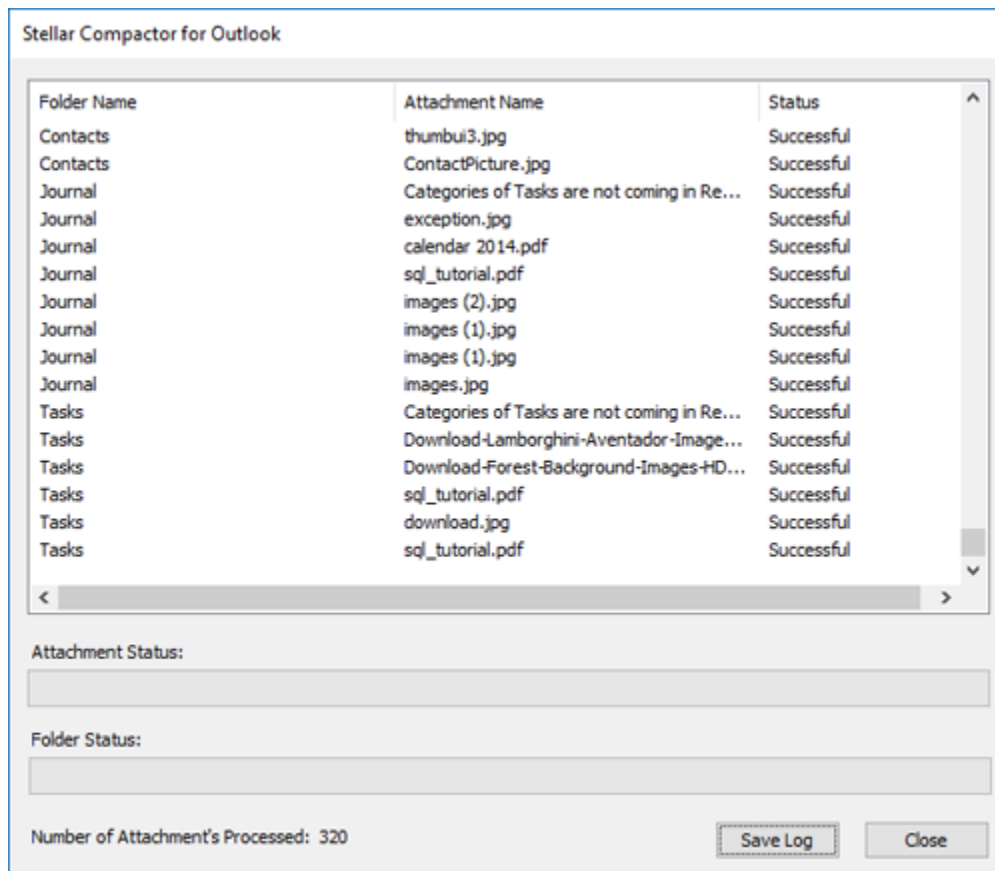 Stellar Compactor for Outlook
Folder Name Attachment Name Status
Contacts thumbui3.jpg Successful
Contacts ContactPicture.jpg Successful
Journal Categories of Tasks are not coming in Re... Successful
Journal exception.jpg Successful
Journal calendar 2014.pdf Successful
Journal sql_tutorial.pdf Successful
Journal images (2).jpg Successful
Journal images (1).jpg Successful
Journal images (1).jpg Successful
Journal images.jpg Successful
Tasks Categories of Tasks are not coming in Re... Successful
Tasks Download-Lamborghini-Aventador-Image... Successful
Tasks Download-Forest-Background-Images-HD... Successful
Tasks sql_tutorial.pdf Successful
Tasks download.jpg Successful
Tasks sql_tutorial.pdf Successful
Attachment Status:
Folder Status:
Number of Attachment's Processed: 320 Save Log Close